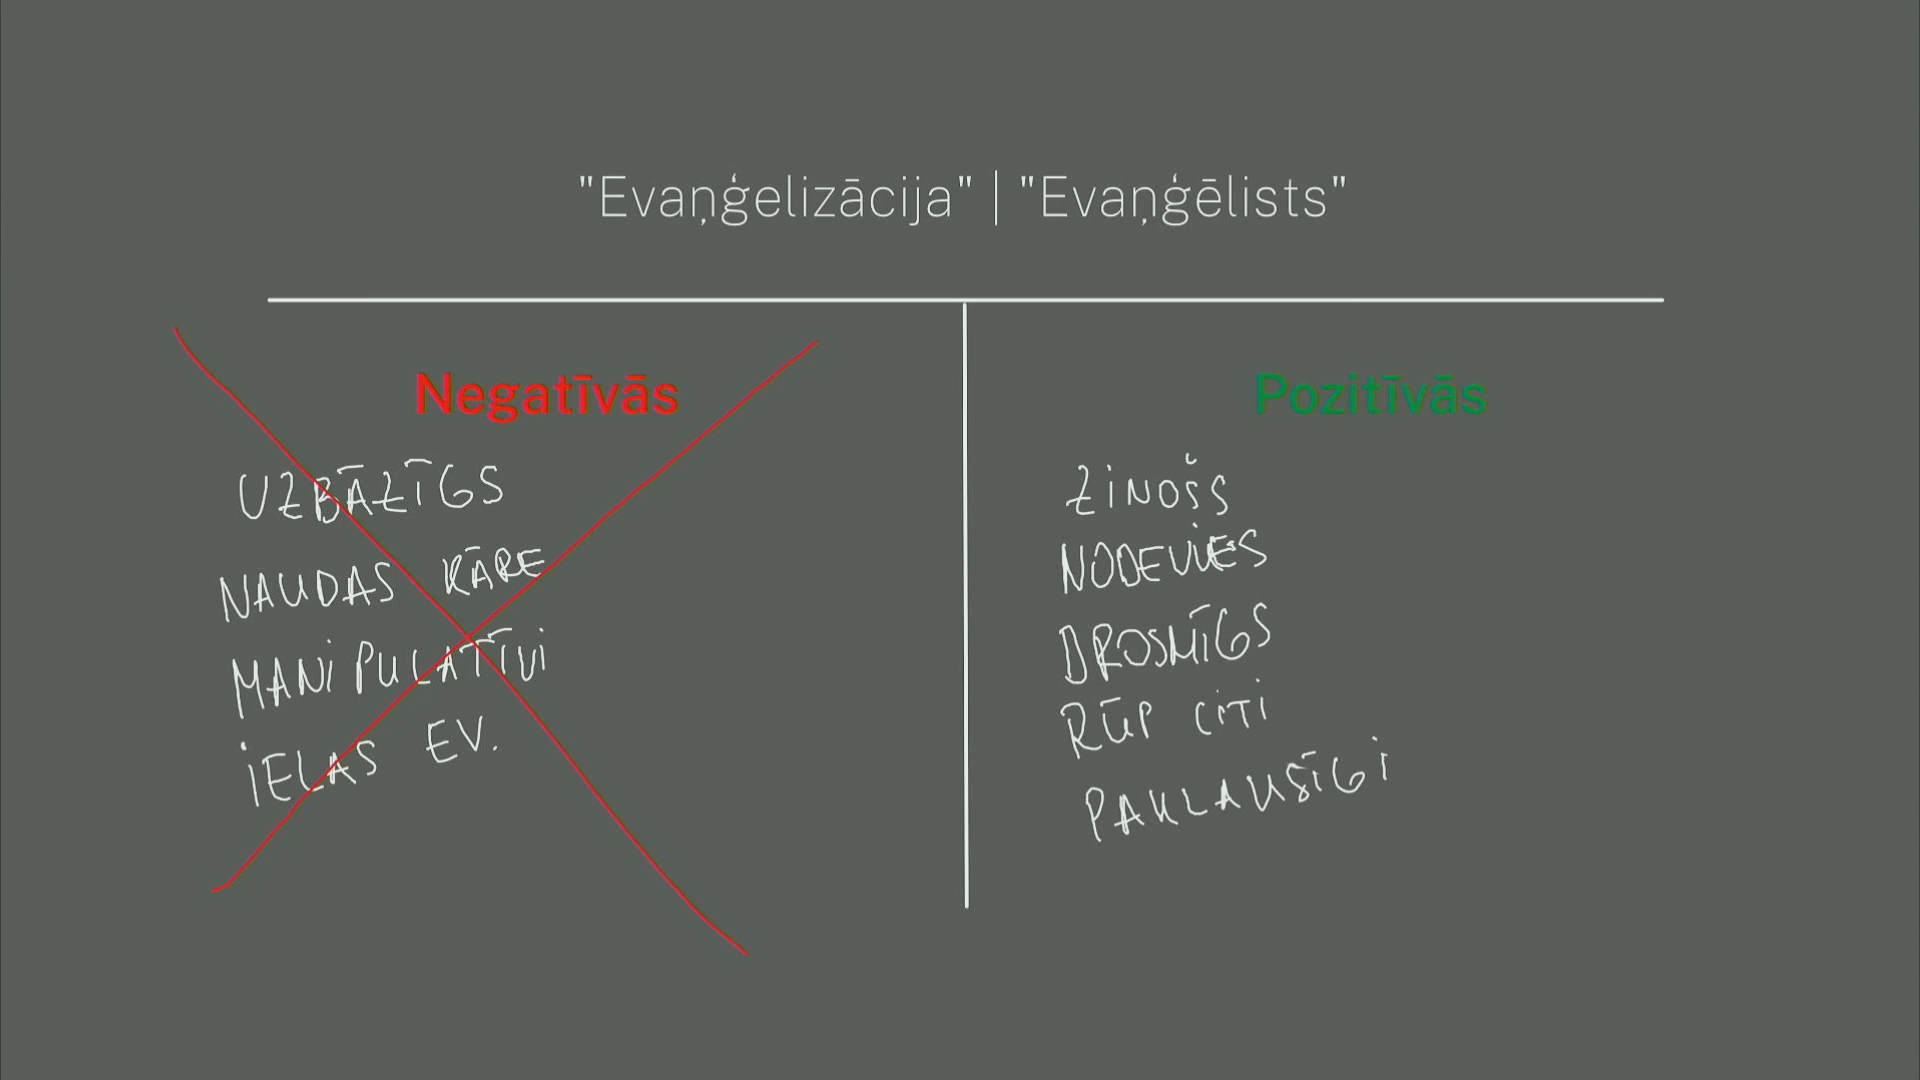 "Evaņģelizācija" | "Evaņģēlists"
Negatīvās
UZBĀZĪGS
NAUDAS KĀRE
MANIPULATĪVI
IELAS EV.
Pozitīvās
ZINOŠS
NODEVIES
DROSMĪGS
RŪP CITI
PAKLAUSĪGI